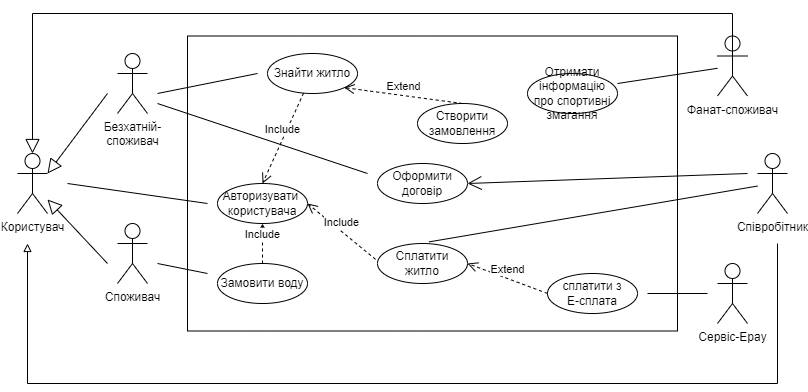 Знайти житло
Extend
Отримати
інформацію
про спортивні
змагання
Фанат-споживач
Створити
замовлення
Безхатній-
споживач
Include
Оформити
договір
Користувач
Авторизувати
користувача
Include
Include
Співробітник
Сплатити
житло
Extend
Споживач
Замовити воду
сплатити з
Е-сплата
Сервіс-Epay